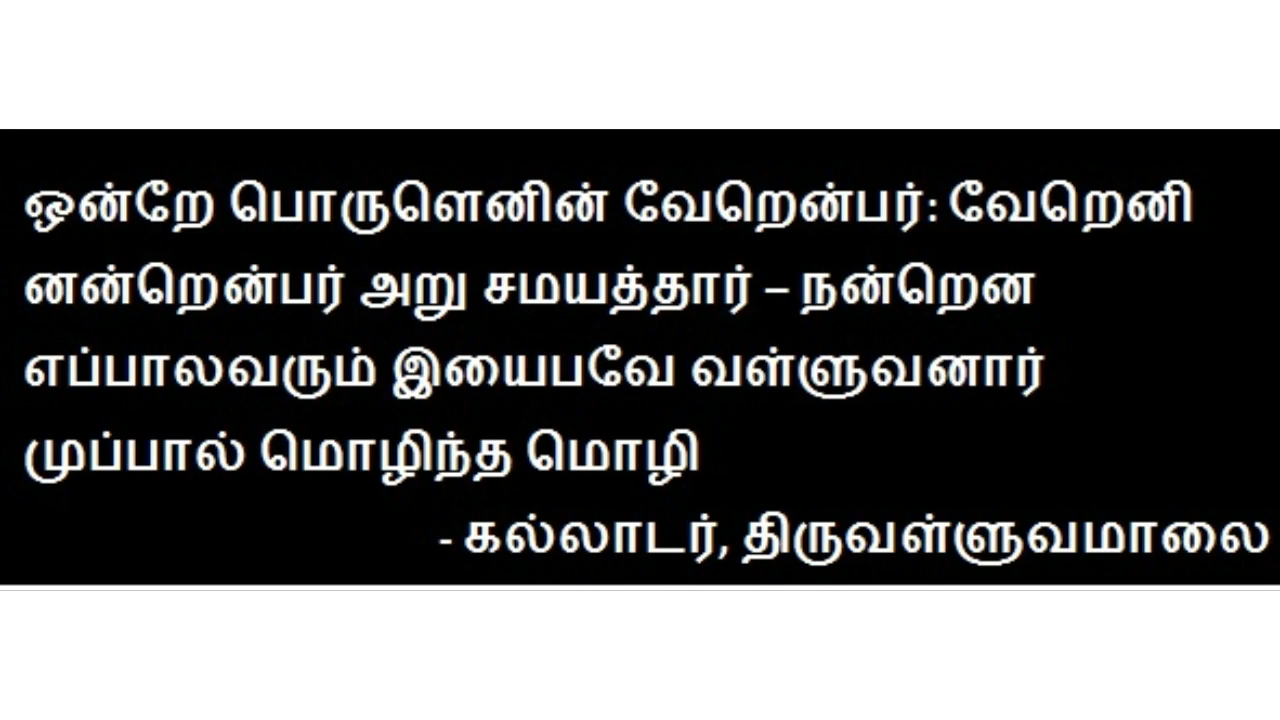 ஒன்றே பொருளெனின் வேறென்பர்: வேறெனி
னன்றென்பர் அறு சமயத்தார் – நன்றென
எப்பாலவரும் இயைபவே வள்ளுவனார்
முப்பால் மொழிந்த மொழி
- கல்லாடர், திருவள்ளுவமாலை